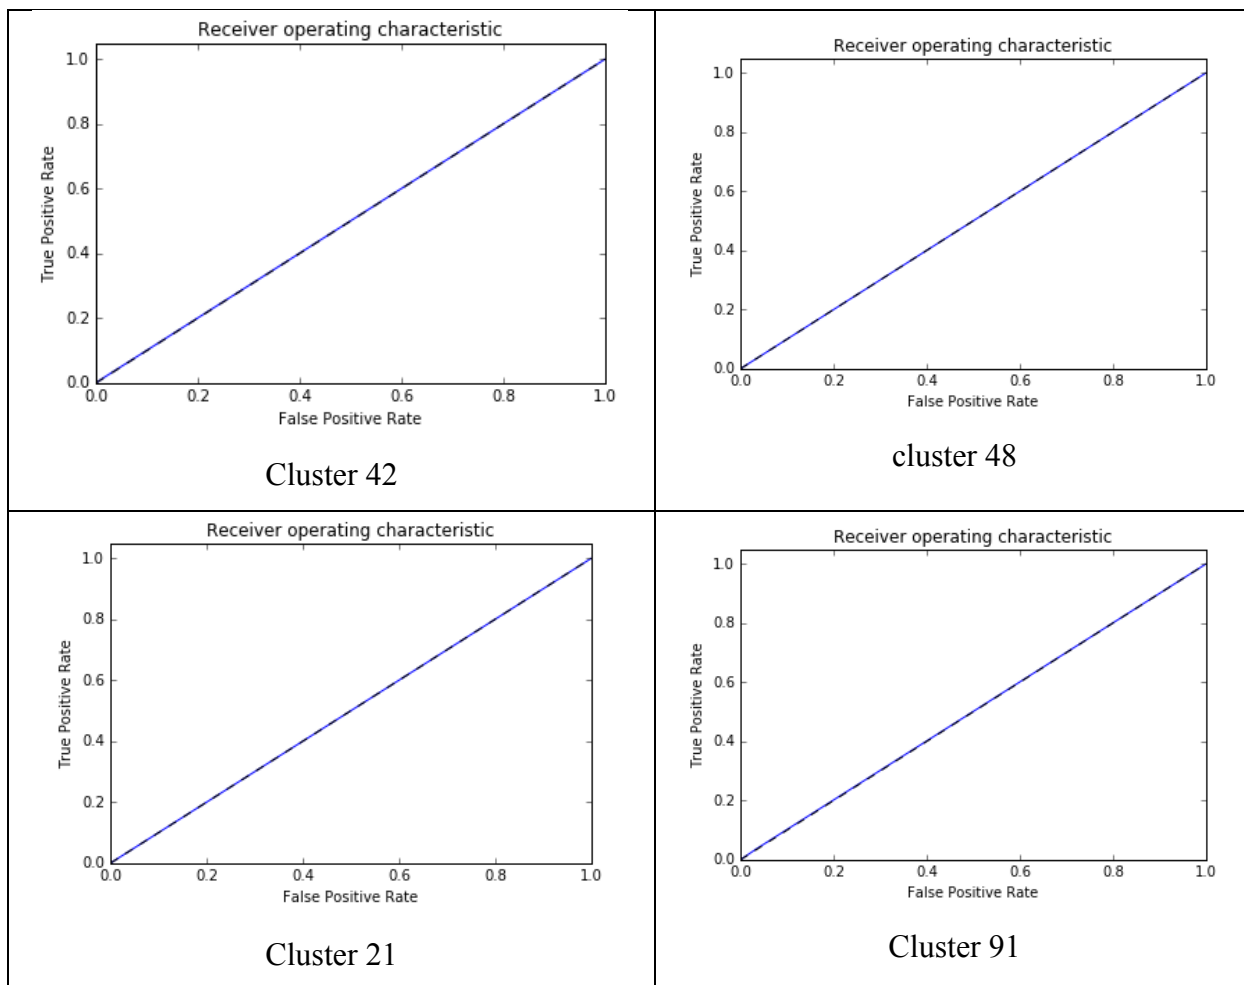 Receiver operating characteristic
1.0
0.8
0.6
0.4
0.2
0.0
True Positive Rate
0.0 0.2 0.4 0.6 0.8 1.0
False Positive Rate
Cluster 42
Receiver operating characteristic
1.0
0.8
0.6
0.4
0.2
0.0
True Positive Rate
0.0 0.2 0.4 0.6 0.8 1.0
False Positive Rate
cluster 48
Receiver operating characteristic
1.0
0.8
0.6
0.4
0.2
0.0
True Positive Rate
0.0 0.2 0.4 0.6 0.8 1.0
False Positive Rate
Cluster 21
Receiver operating characteristic
1.0
0.8
0.6
0.4
0.2
0.0
True Positive Rate
0.0 0.2 0.4 0.6 0.8 1.0
False Positive Rate
Cluster 91